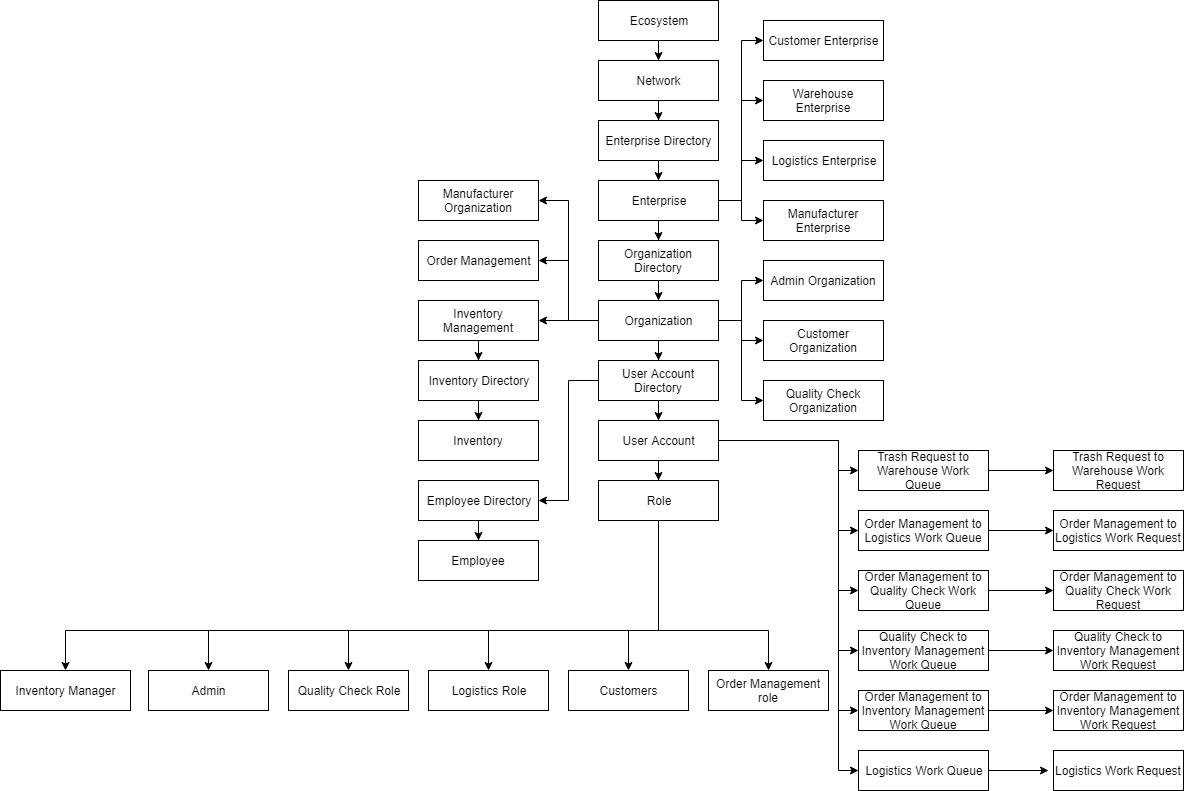 Ecosystem
Customer Enterprise
Network
Warehouse
Enterprise
Enterprise Directory
Logistics Enterprise
Manufacturer
Organization
Enterprise
Manufacturer
Enterprise
Order Management
Organization
Directory
Admin Organization
Inventory
Management
Organization
Customer
Organization
Inventory Directory
User Account
Directory
Quality Check
Organization
Inventory
User Account
Trash Request to
Warehouse Work
Queue
Trash Request to
Warehouse Work
Request
Employee Directory
Role
Order Management to
Logistics Work Queue
Order Management to
Logistics Work Request
Employee
Order Management to
Quality Check Work
Queue
Order Management to
Quality Check Work
Request
Quality Check to
Inventory Management
Work Queue
Quality Check to
Inventory Management
Work Request
Inventory Manager
Admin
Quality Check Role
Logistics Role
Customers
Order Management
role
Order Management to
Inventory Management
Work Queue
Order Management to
Inventory Management
Work Request
Logistics Work Queue
Logistics Work Request